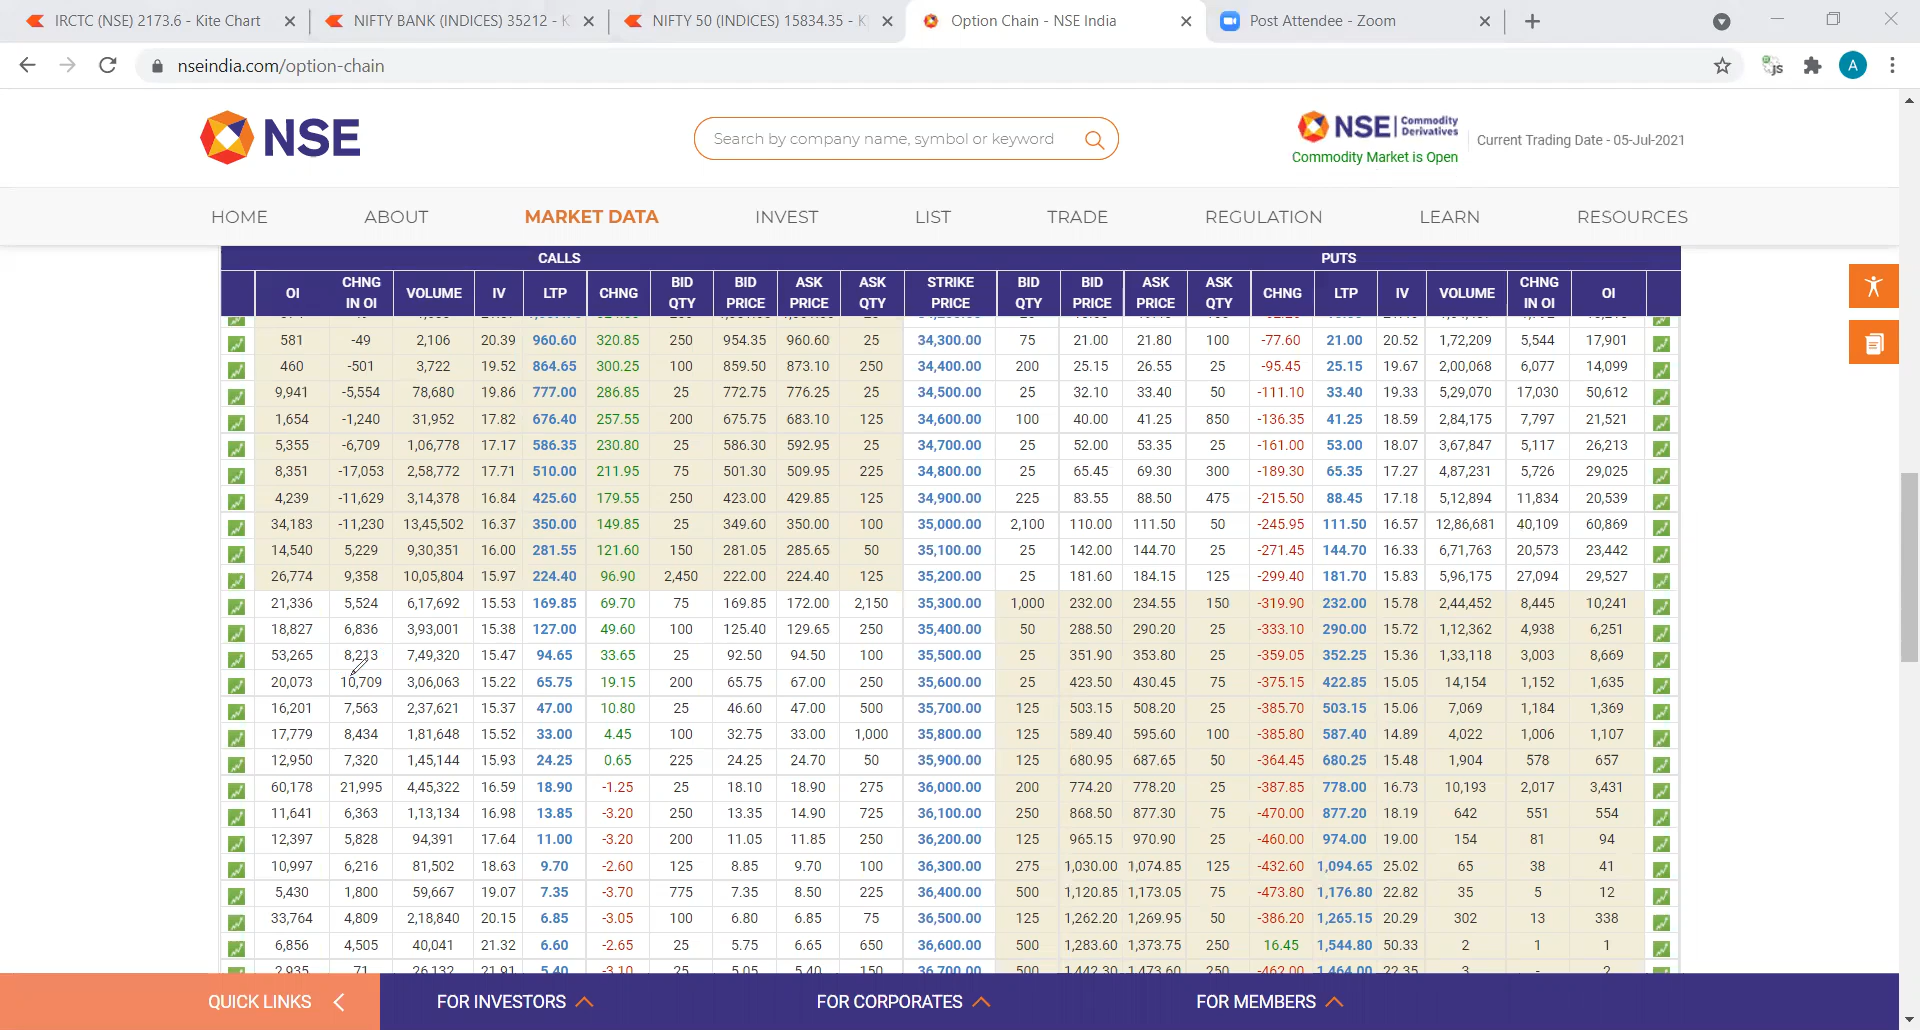 IRCTC (NSE) 2173.6 - Kite Chart NIFTY BANK (INDICES) 35212 - K NIFTY 50 (INDICES) 15834.35 - K Option Chain - NSE India Post Attendee - Zoom
nseindia.com/option-chain js A
NSE Search by company name, symbol or keyword NSE Commodity Derivatives Current Trading Date - 05-Jul-2021
Commodity Market is Open
HOME ABOUT MARKET DATA INVEST LIST TRADE REGULATION LEARN RESOURCES
CALLS PUTS
OI CHNG IN OI VOLUME IV LTP CHNG BID QTY BID PRICE ASK PRICE ASK QTY STRIKE PRICE BID QTY BID PRICE ASK PRICE ASK QTY CHNG LTP IV VOLUME CHNG IN OI OI
581 -49 2,106 20.39 960.60 320.85 250 954.35 960.60 25 34,300.00 75 21.00 21.80 100 -77.60 21.00 20.52 1,72,209 5,544 17,901
460 -501 3,722 19.52 864.65 300.25 100 859.50 873.10 250 34,400.00 200 25.15 26.55 25 -95.45 25.15 19.67 2,00,068 6,077 14,099
9,941 -5,554 78,680 19.86 777.00 286.85 25 772.75 776.25 25 34,500.00 25 32.10 33.40 50 -111.10 33.40 19.33 5,29,070 17,030 50,612
1,654 -1,240 31,952 17.82 676.40 257.55 200 675.75 683.10 125 34,600.00 100 40.00 41.25 850 -136.35 41.25 18.59 2,84,175 7,797 21,521
5,355 -6,709 1,06,778 17.17 586.35 230.80 25 586.30 592.95 25 34,700.00 25 52.00 53.35 25 -161.00 53.00 18.07 3,67,847 5,117 26,213
8,351 -17,053 2,58,772 17.71 510.00 211.95 75 501.30 509.95 225 34,800.00 25 65.45 69.30 300 -189.30 65.35 17.27 4,87,231 5,726 29,025
4,239 -11,629 3,14,378 16.84 425.60 179.55 250 423.00 429.85 125 34,900.00 225 83.55 88.50 475 -215.50 88.45 17.18 5,12,894 11,834 20,539
34,183 -11,230 13,45,502 16.37 350.00 149.85 25 349.60 350.00 100 35,000.00 2,100 110.00 111.50 50 -245.95 111.50 16.57 12,86,681 40,109 60,869
14,540 5,229 9,30,351 16.00 281.55 121.60 150 281.05 285.65 50 35,100.00 25 142.00 144.70 25 -271.45 144.70 16.33 6,71,763 20,573 23,442
26,774 9,358 10,05,804 15.97 224.40 96.90 2,450 222.00 224.40 125 35,200.00 25 181.60 184.15 125 -299.40 181.70 15.83 5,96,175 27,094 29,527
21,336 5,524 6,17,692 15.53 169.85 69.70 75 169.85 172.00 2,150 35,300.00 1,000 232.00 234.55 150 -319.90 232.00 15.78 2,44,452 8,445 10,241
18,827 6,836 3,93,001 15.38 127.00 49.60 100 125.40 129.65 250 35,400.00 50 288.50 290.20 25 -333.10 290.00 15.72 1,12,362 4,938 6,251
53,265 8,213 7,49,320 15.47 94.65 33.65 25 92.50 94.50 100 35,500.00 25 351.90 353.80 25 -359.05 352.25 15.36 1,33,118 3,003 8,669
20,073 10,709 3,06,063 15.22 65.75 19.15 200 65.75 67.00 250 35,600.00 25 423.50 430.45 75 -375.15 422.85 15.05 14,154 1,152 1,635
16,201 7,563 2,37,621 15.37 47.00 10.80 25 46.60 47.00 500 35,700.00 125 503.15 508.20 25 -385.70 503.15 15.06 7,069 1,184 1,369
17,779 8,434 1,81,648 15.52 33.00 4.45 100 32.75 33.00 1,000 35,800.00 125 589.40 595.60 100 -385.80 587.40 14.89 4,022 1,006 1,107
12,950 7,320 1,45,144 15.93 24.25 0.65 225 24.25 24.70 50 35,900.00 125 680.95 687.65 50 -364.45 680.25 15.48 1,904 578 657
60,178 21,995 4,45,322 16.59 18.90 -1.25 25 18.10 18.90 275 36,000.00 200 774.20 778.20 25 -387.85 778.00 16.73 10,193 2,017 3,431
11,641 6,363 1,13,134 16.98 13.85 -3.20 250 13.35 14.90 725 36,100.00 250 868.50 877.30 75 -470.00 877.20 18.19 642 551 554
12,397 5,828 94,391 17.64 11.00 -3.20 200 11.05 11.85 250 36,200.00 125 965.15 970.90 25 -460.00 974.00 19.00 154 81 94
10,997 6,216 81,502 18.63 9.70 -2.60 125 8.85 9.70 100 36,300.00 275 1,030.00 1,074.85 125 -432.60 1,094.65 25.02 65 38 41
5,430 1,800 59,667 19.07 7.35 -3.70 775 7.35 8.50 225 36,400.00 500 1,120.85 1,173.05 75 -473.80 1,176.80 22.82 35 5 12
33,764 4,809 2,18,840 20.15 6.85 -3.05 100 6.80 6.85 75 36,500.00 125 1,262.20 1,269.95 50 -386.20 1,265.15 20.29 302 13 338
6,856 4,505 40,041 21.32 6.60 -2.65 25 5.75 6.65 650 36,600.00 500 1,283.60 1,373.75 250 16.45 1,544.80 50.33 2 1 1
2,935 71 26,132 21.91 5.40 -3.10 25 5.05 5.40 150 36,700.00 500 1,442.30 1,473.60 250 -462.00 1,464.00 22.35 3 - 2
QUICK LINKS FOR INVESTORS FOR CORPORATES FOR MEMBERS